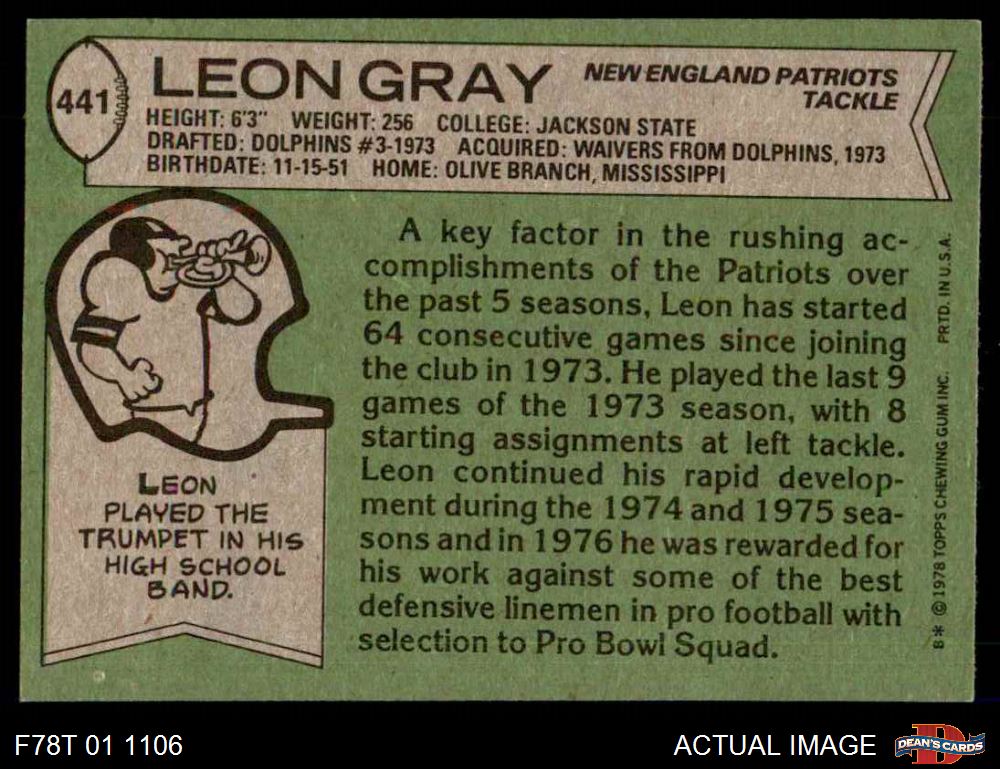 441
LEON GRAY
NEW ENGLAND PATRIOTS
TACKLE
HEIGHT: 6'3" WEIGHT: 256 COLLEGE: JACKSON STATE
DRAFTED: DOLPHINS #3-1973 ACQUIRED: WAIVERS FROM DOLPHINS, 1973
BIRTHDATE: 11-15-51 HOME: OLIVE BRANCH, MISSISSIPPI
A key factor in the rushing ac-
complishments of the Patriots over
the past 5 seasons, Leon has started
64 consecutive games since joining
the club in 1973. He played the last 9
games of the 1973 season, with 8
starting assignments at left tackle.
Leon continued his rapid develop-
ment during the 1974 and 1975 sea-
sons and in 1976 he was rewarded for
his work against some of the best
defensive linemen in pro football with
selection to Pro Bowl Squad.
LEON
PLAYED THE
TRUMPET IN HIS
HIGH SCHOOL
BAND.
B* © 1978 TOPPS CHEWING GUM INC. PRTD. IN U.S.A.
F78T 01 1106
ACTUAL IMAGE
D
DEAN'S CARDS